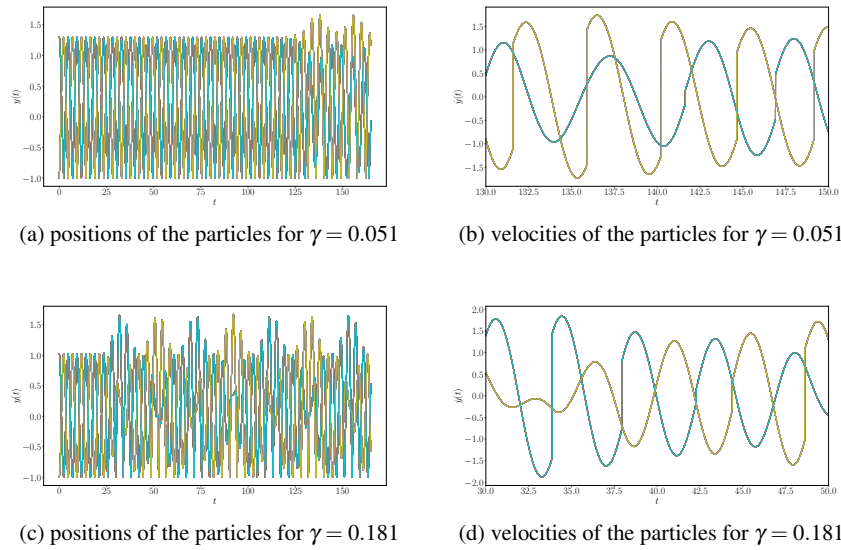 1.5
1.0
0.5
0.0
−0.5
−1.0
y(t)
0 25 50 75 100 125 150
t
1.5
1.0
0.5
0.0
−0.5
−1.0
−1.5
ẏ(t)
130.0 132.5 135.0 137.5 140.0 142.5 145.0 147.5 150.0
t
(a) positions of the particles for γ = 0.051
(b) velocities of the particles for γ = 0.051
1.5
1.0
0.5
0.0
−0.5
−1.0
y(t)
0 25 50 75 100 125 150
t
2.0
1.5
1.0
0.5
0.0
−0.5
−1.0
−1.5
−2.0
ẏ(t)
30.0 32.5 35.0 37.5 40.0 42.5 45.0 47.5 50.0
t
(c) positions of the particles for γ = 0.181
(d) velocities of the particles for γ = 0.181